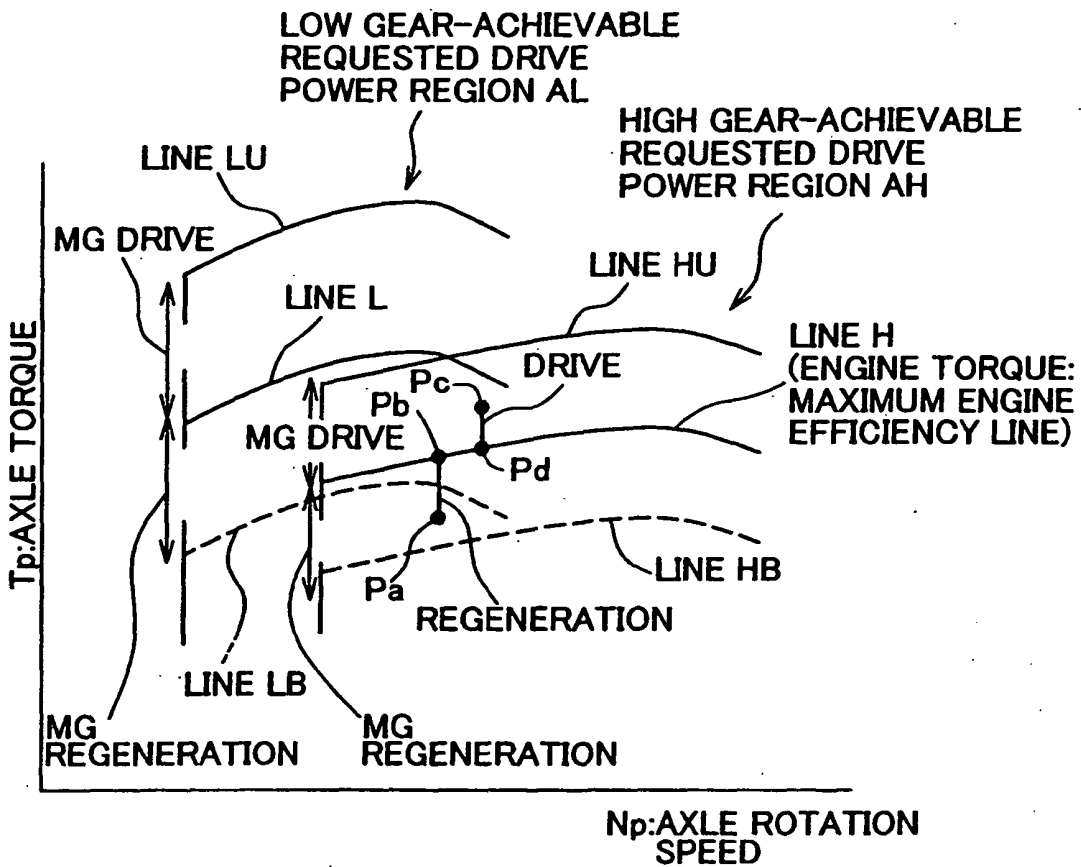 LOW GEAR-ACHIEVABLE
REQUESTED DRIVE
POWER REGION AL
HIGH GEAR-ACHIEVABLE
REQUESTED DRIVE
POWER REGION AH
LINE LU
MG DRIVE
LINE HU
LINE L
LINE H
(ENGINE TORQUE:
MAXIMUM ENGINE
EFFICIENCY LINE)
DRIVE
Pc
Pb
MG DRIVE
Pd
Tp:AXLE TORQUE
Pa
LINE HB
REGENERATION
LINE LB
MG
REGENERATION
MG
REGENERATION
Np:AXLE ROTATION
SPEED